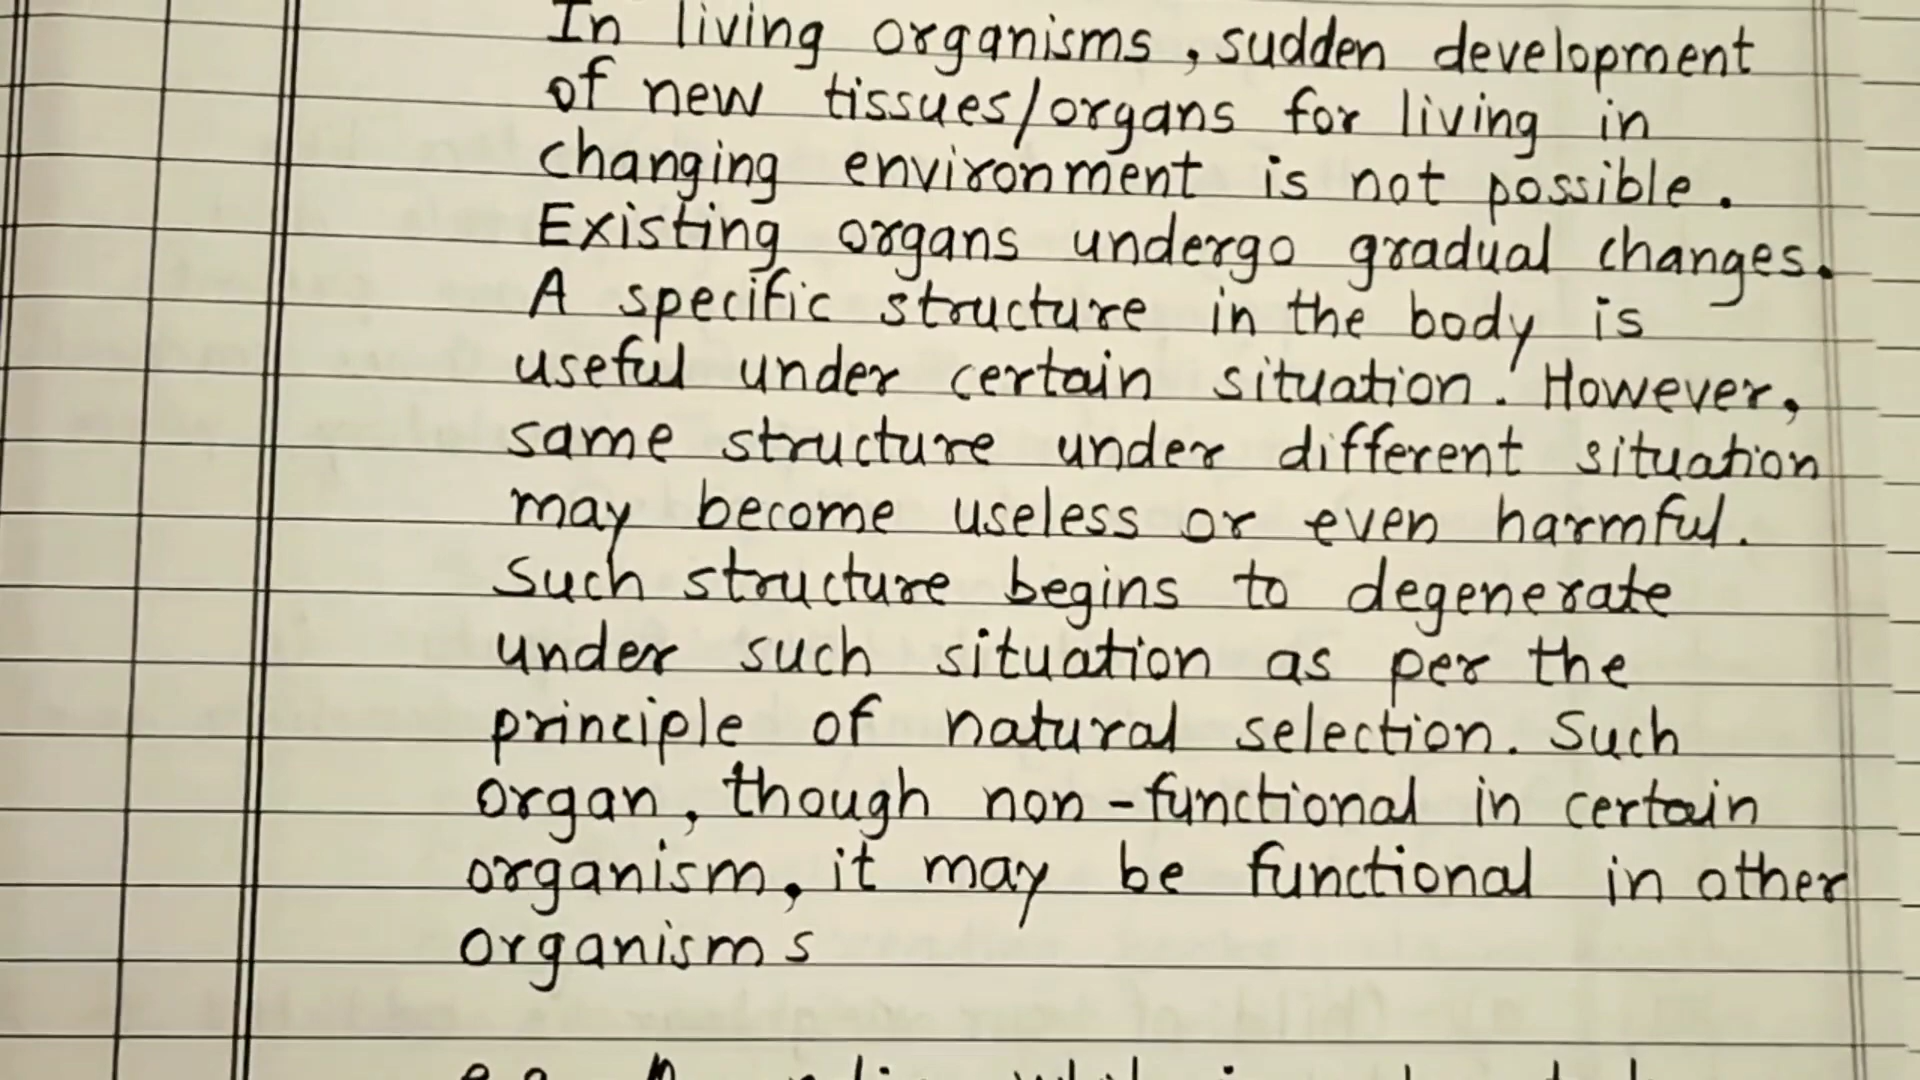 In living organisms, sudden development
of new tissues/organs for living in
changing environment is not possible.
Existing organs undergo gradual changes.
A specific structure in the body is
useful under certain situation. However,
same structure under different situation
may become useless or even harmful.
Such structure begins to degenerate
under such situation as per the
principle of natural selection. Such
organ, though non-functional in certain
organism, it may be functional in other
organisms